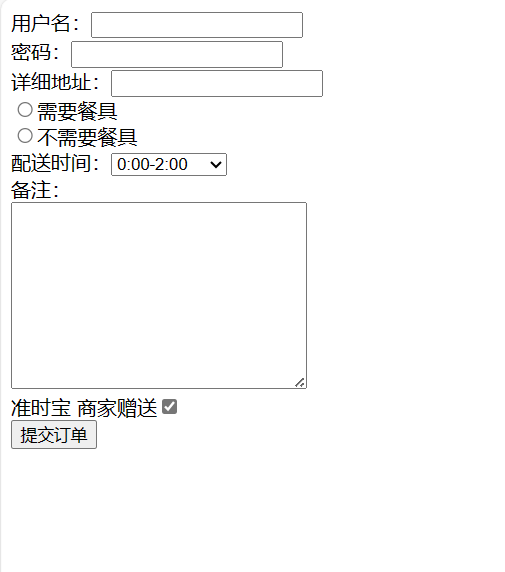 用户名：
密码：
详细地址：
需要餐具
不需要餐具
配送时间： 0:00-2:00
备注：
准时宝 商家赠送
提交订单